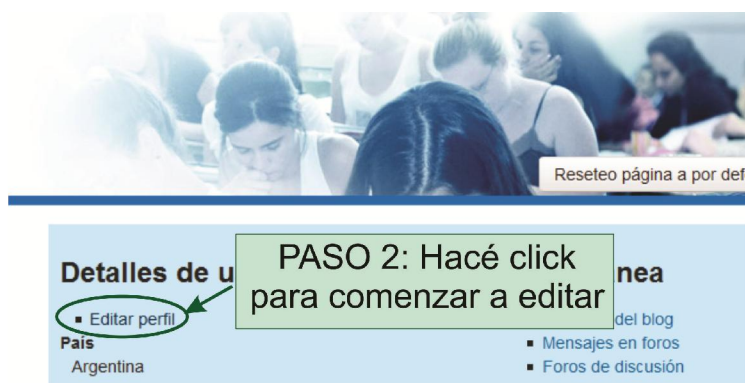 Reseteo página a por def
Detalles de u
PASO 2: Hacé click
para comenzar a editar
nea
▪ Editar perfil
País
Argentina
del blog
▪ Mensajes en foros
▪ Foros de discusión